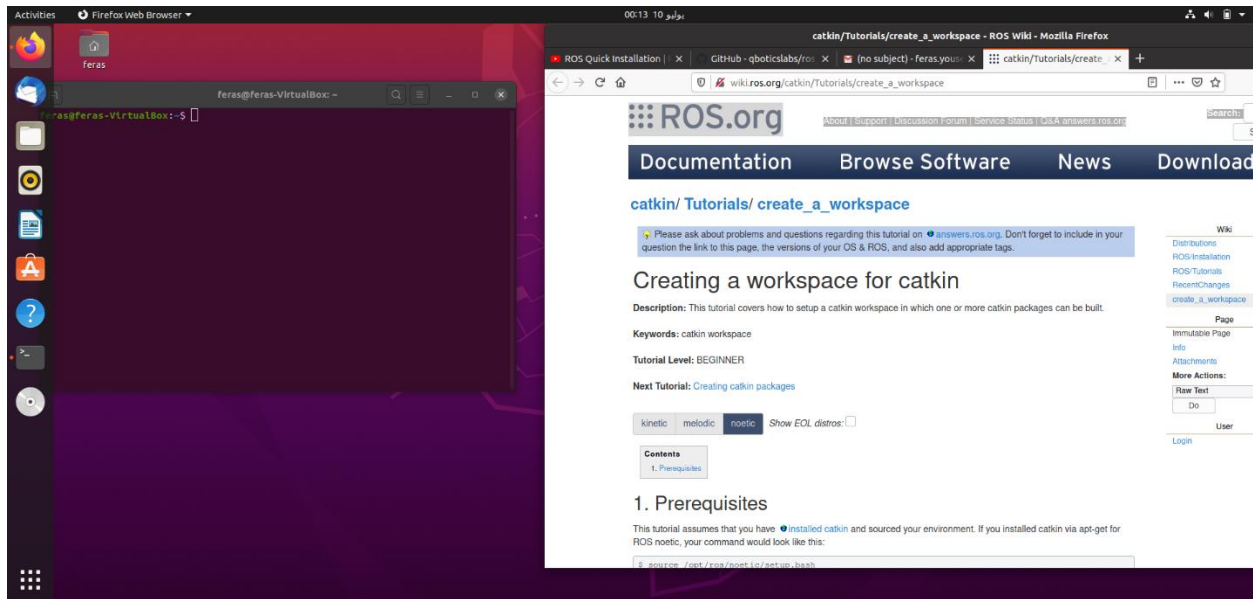 Activities Firefox Web Browser
00:13 10 يوليو
feras
feras@feras-VirtualBox: ~
feras@feras-VirtualBox:~$
catkin/Tutorials/create_a_workspace - ROS Wiki - Mozilla Firefox
ROS Quick Installation |
GitHub - qboticslabs/ros
(no subject) - feras.youse
catkin/Tutorials/create_
wiki.ros.org/catkin/Tutorials/create_a_workspace
ROS.org
About | Support | Discussion Forum | Service Status | Q&A answers.ros.org
Search:
S
Documentation Browse Software News Download
catkin/ Tutorials/ create_a_workspace
Please ask about problems and questions regarding this tutorial on answers.ros.org. Don't forget to include in your
question the link to this page, the versions of your OS & ROS, and also add appropriate tags.
Creating a workspace for catkin
Description: This tutorial covers how to setup a catkin workspace in which one or more catkin packages can be built.
Keywords: catkin workspace
Tutorial Level: BEGINNER
Next Tutorial: Creating catkin packages
kinetic melodic noetic Show EOL distros:
Contents
1. Prerequisites
1. Prerequisites
This tutorial assumes that you have installed catkin and sourced your environment. If you installed catkin via apt-get for
ROS noetic, your command would look like this:
$ source /opt/ros/noetic/setup.bash
Wiki
Distributions
ROS/Installation
ROS/Tutorials
RecentChanges
create_a_workspace
Page
Immutable Page
Info
Attachments
More Actions:
Raw Text
Do
User
Login